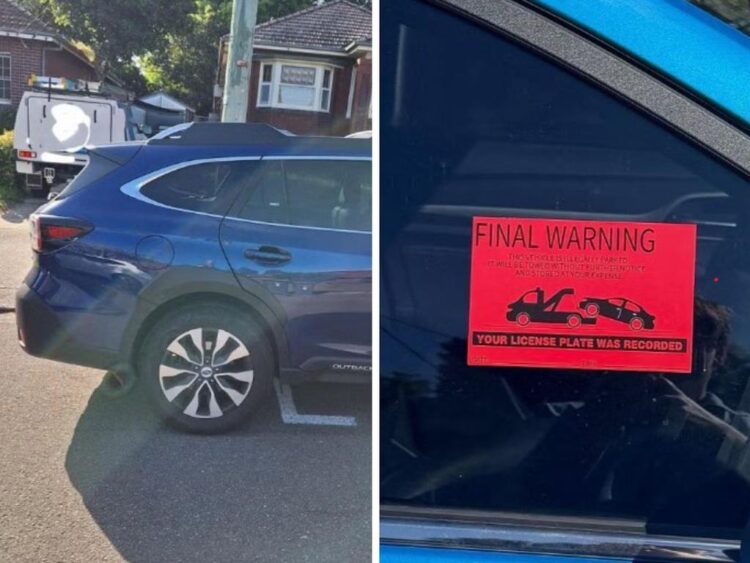 OUTBACK
FINAL WARNING
THIS VEHICLE IS ILLEGALLY PARKED
IT WILL BE TOWED WITHOUT FURTHER NOTICE
AND STORED AT YOUR EXPENSE
YOUR LICENSE PLATE WAS RECORDED